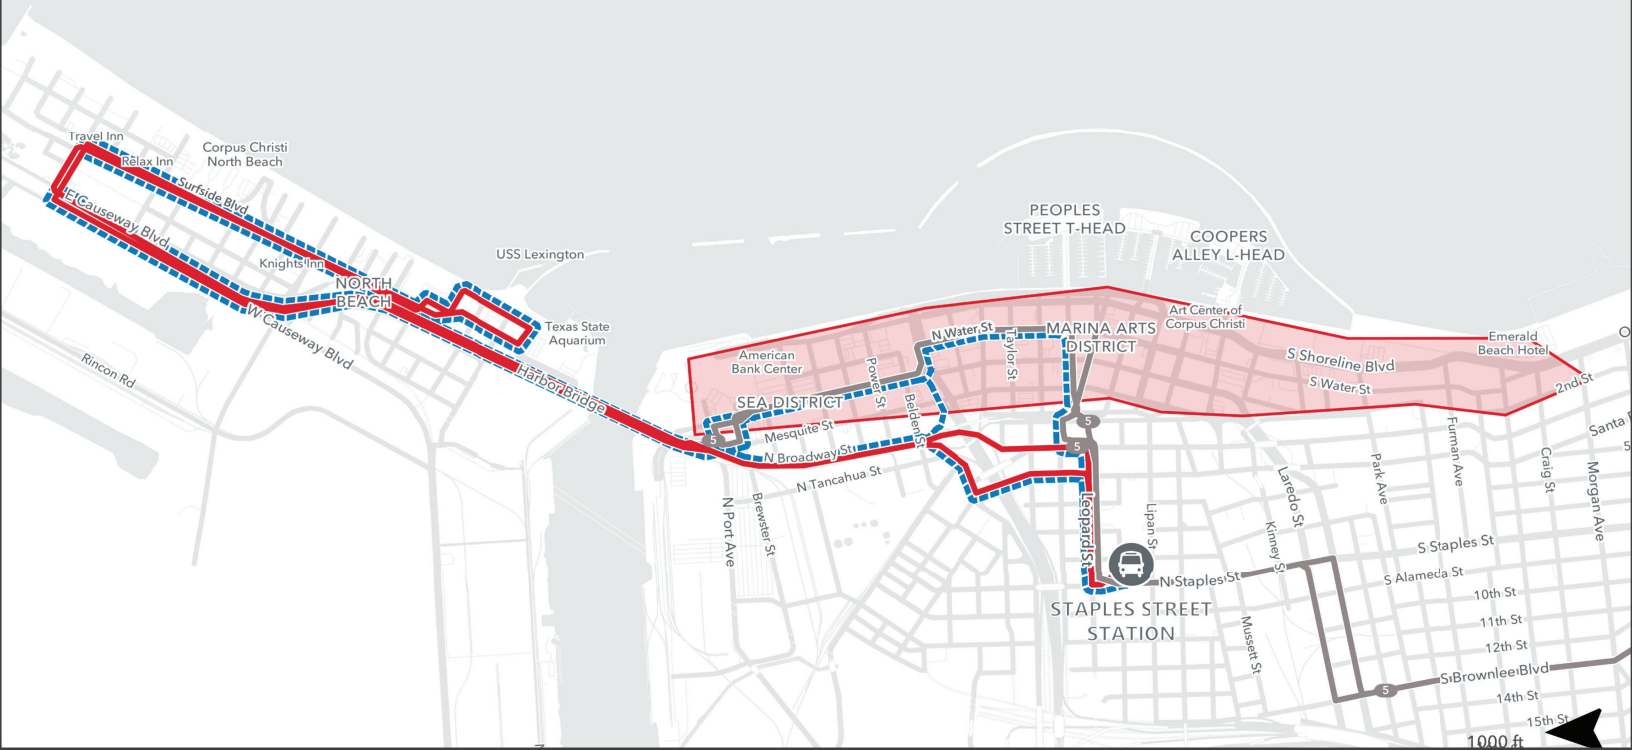 Travel Inn
Relax Inn
Corpus Christi
North Beach
Surfside Blvd
E Causeway Blvd
Knights Inn
NORTH
BEACH
W Causeway Blvd
Rincon Rd
USS Lexington
Texas State
Aquarium
Harbor Bridge
PEOPLES
STREET T-HEAD
COOPERS
ALLEY L-HEAD
Art Center of
Corpus Christi
MARINA ARTS
DISTRICT
N Water St
Taylor St
American
Bank Center
Power St
SEA DISTRICT
Belden St
Mesquite St
N Broadway St
N Tancahua St
N Port Ave
Brewster St
5
5
5
Emerald
Beach Hotel
S Shoreline Blvd
S Water St
2nd St
O
Santa F
5
Furman Ave
Craig St
Morgan Ave
Park Ave
Laredo St
Kinney St
Lipan St
Leopard St
N Staples St
STAPLES STREET
STATION
Mussett St
S Staples St
S Alameda St
10th St
11th St
12th St
S Brownlee Blvd
5
14th St
15th St
1000 ft